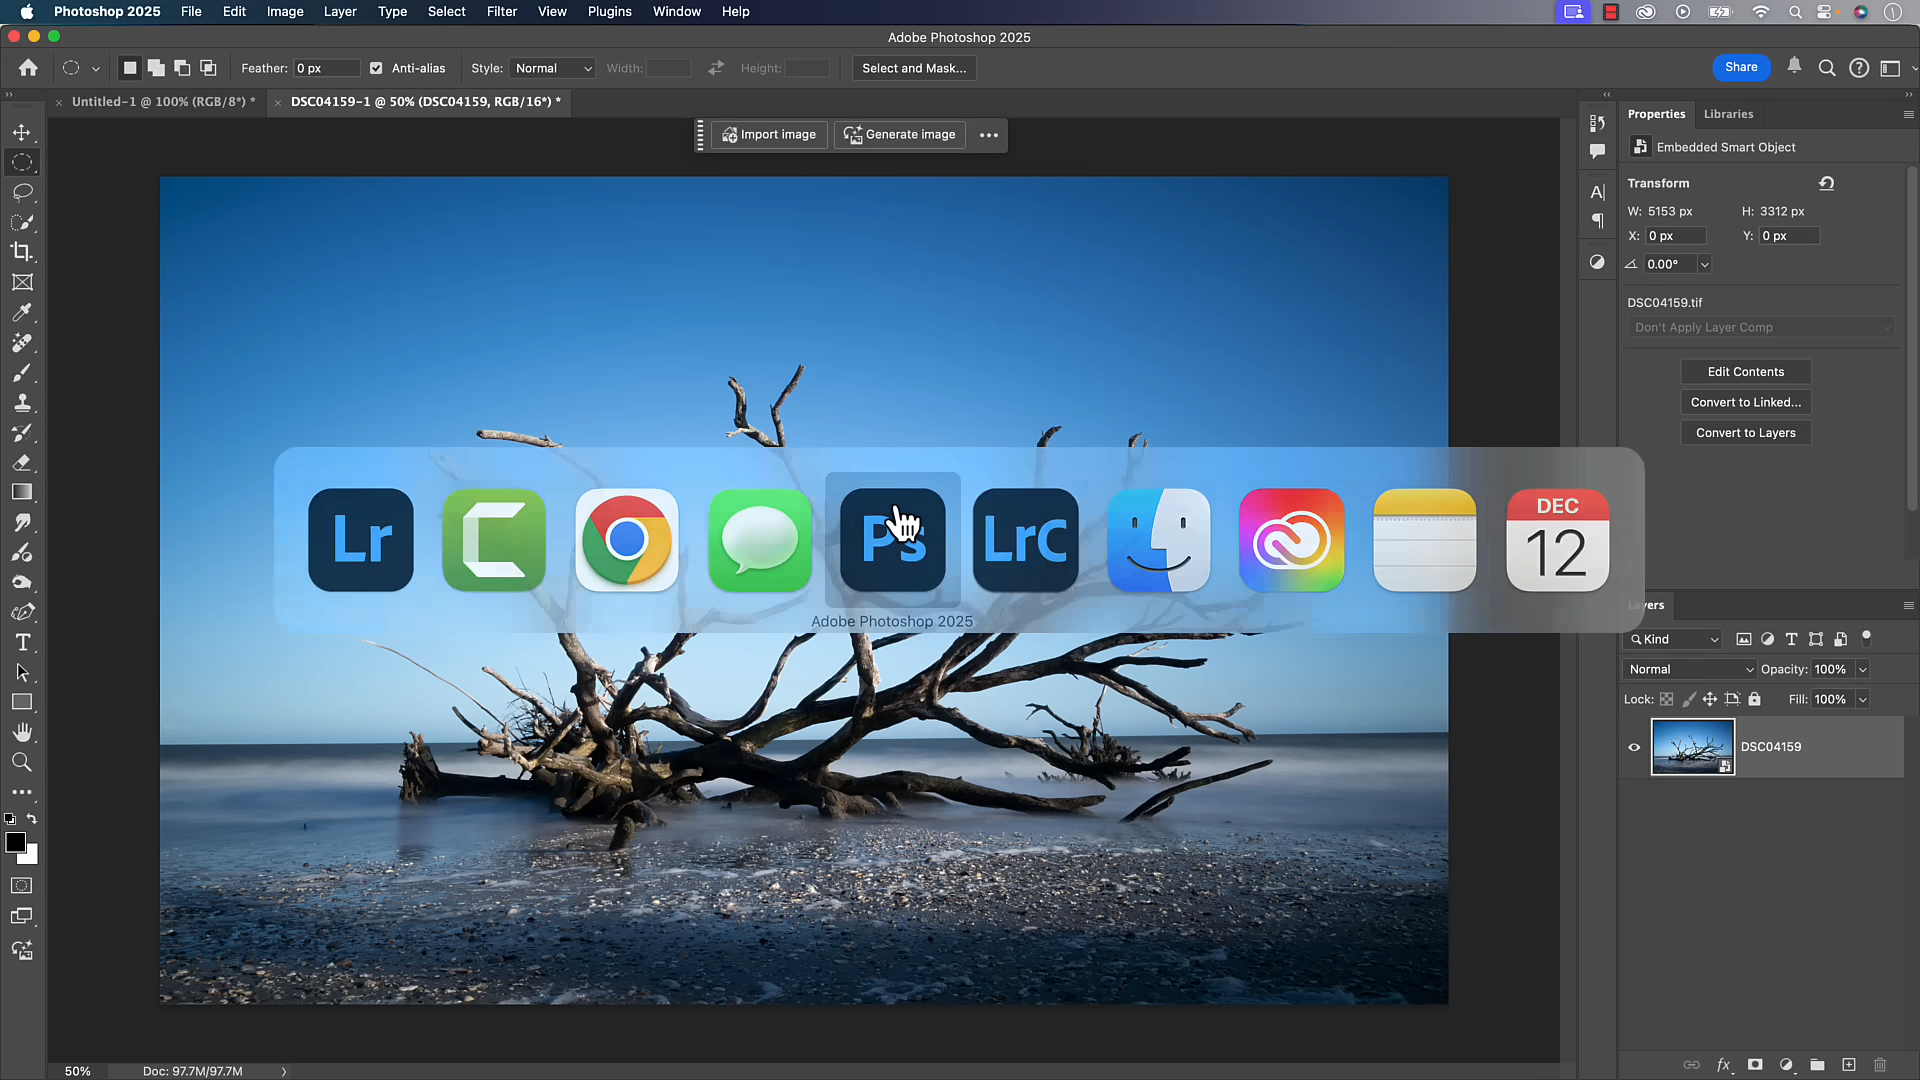 Photoshop 2025 File Edit Image Layer Type Select Filter View Plugins Window Help
Adobe Photoshop 2025
Feather: 0 px Anti-alias Style: Normal Width: Height: Select and Mask... Share
Untitled-1 @ 100% (RGB/8*) * DSC04159-1 @ 50% (DSC04159, RGB/16*) *
Import image Generate image
Properties Libraries
Embedded Smart Object
Transform
W: 5153 px H: 3312 px
X: 0 px Y: 0 px
0.00°
DSC04159.tif
Don't Apply Layer Comp
Edit Contents
Convert to Linked...
Convert to Layers
DEC
12
Lr Ps LrC
Adobe Photoshop 2025
Layers
Kind
Normal Opacity: 100%
Lock: Fill: 100%
DSC04159
50% Doc: 97.7M/97.7M
fx